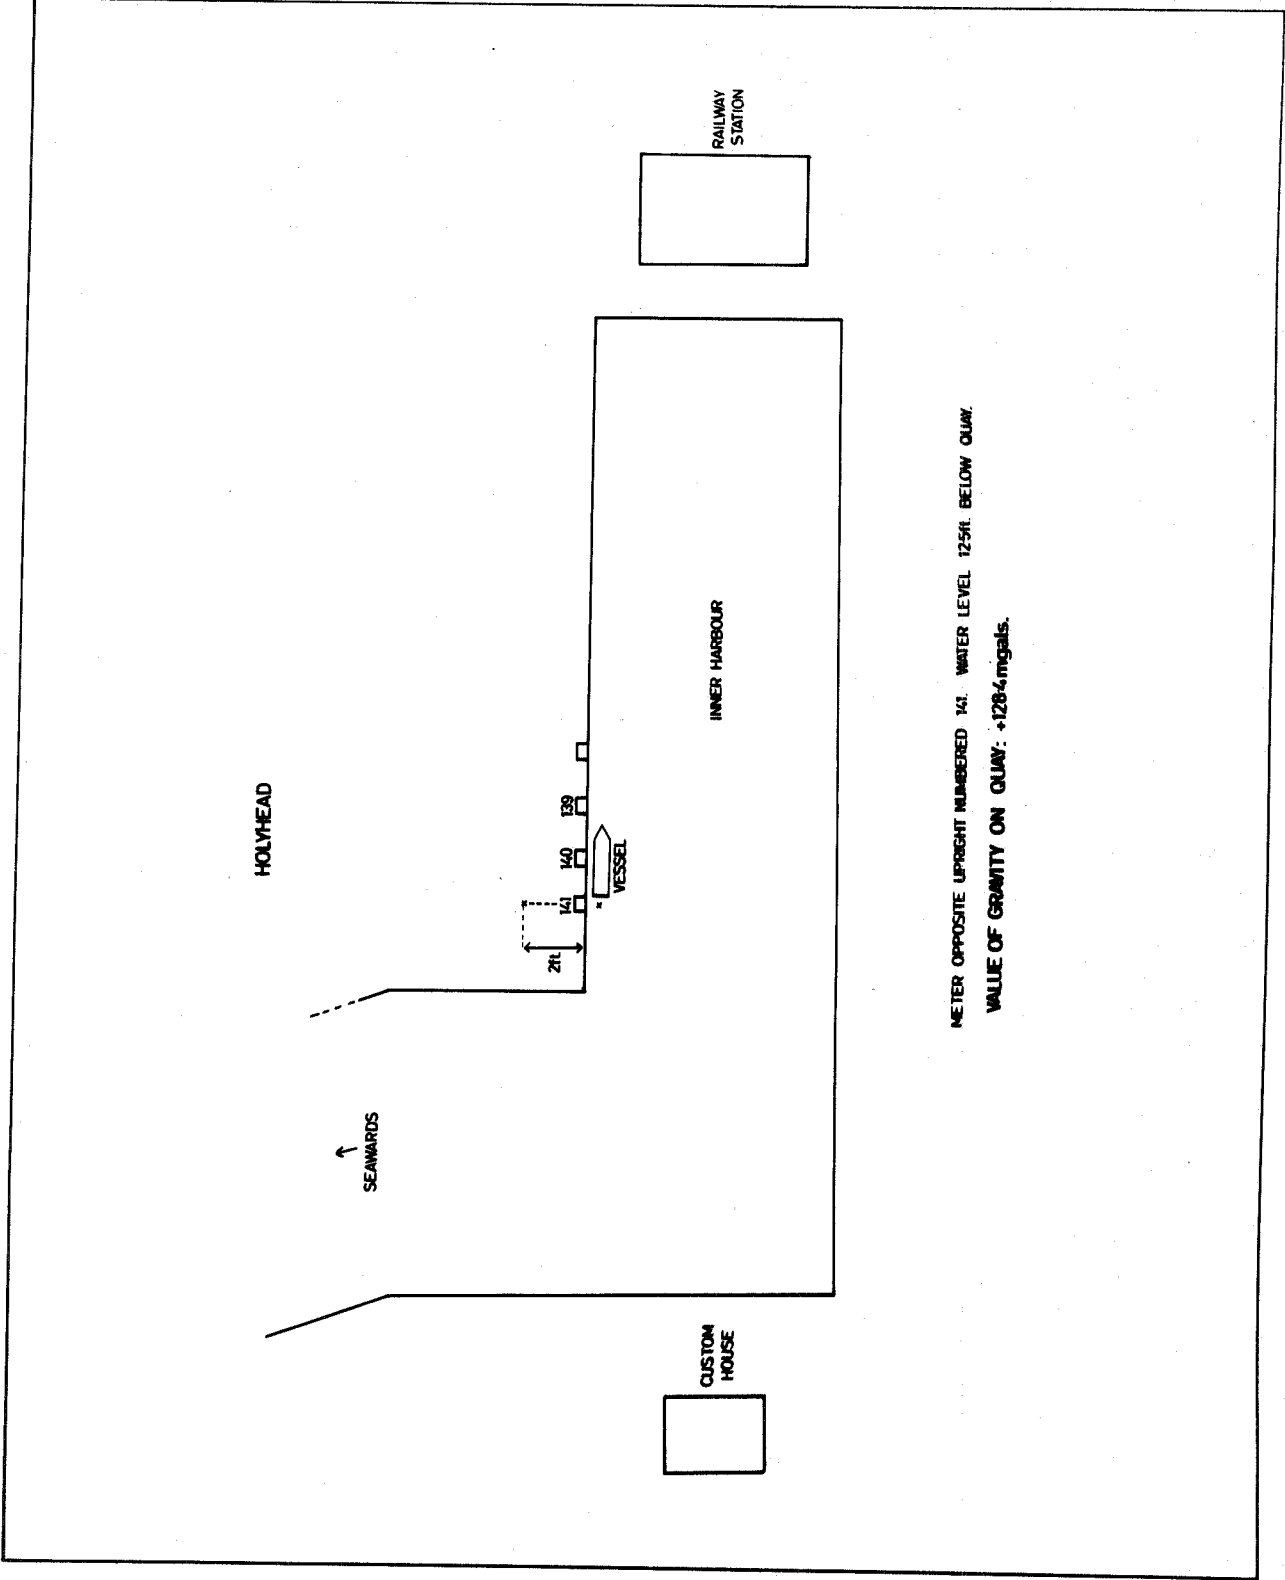 HOLYHEAD
SEAWARDS
2ft.
141
140
139
VESSEL
INNER HARBOUR
CUSTOM
HOUSE
RAILWAY
STATION
METER OPPOSITE UPRIGHT NUMBERED 141. WATER LEVEL 12·5ft. BELOW QUAY.
VALUE OF GRAVITY ON QUAY: +128·4 mgals.